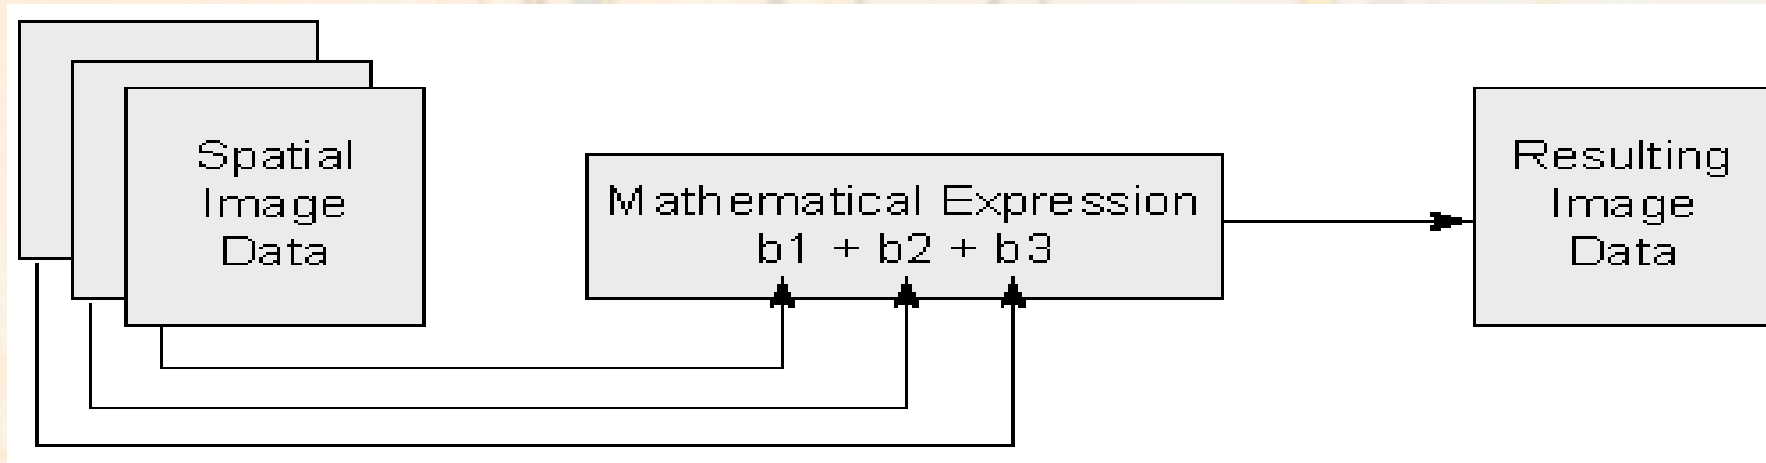 Spatial
Image
Data
Mathematical Expression
b1 + b2 + b3
Resulting
Image
Data